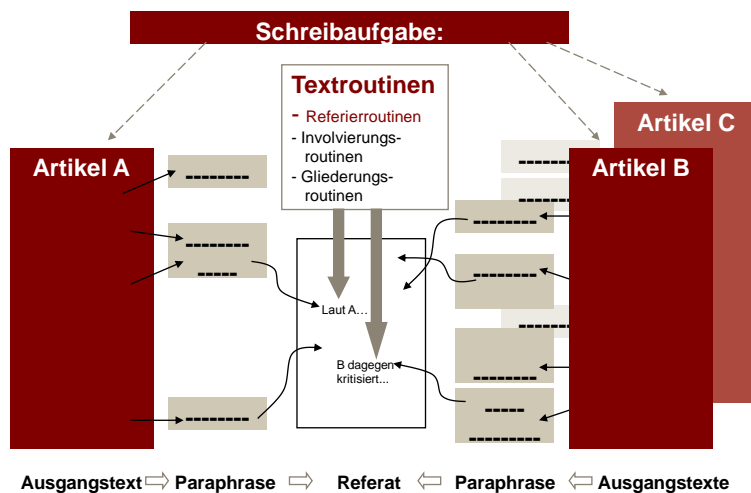 Schreibaufgabe:
Textroutinen
- Referierroutinen
- Involvierungs-
routinen
- Gliederungs-
routinen
Artikel A
Artikel C
Artikel B
Laut A...
B dagegen
kritisiert...
Ausgangstext Paraphrase Referat Paraphrase Ausgangstexte